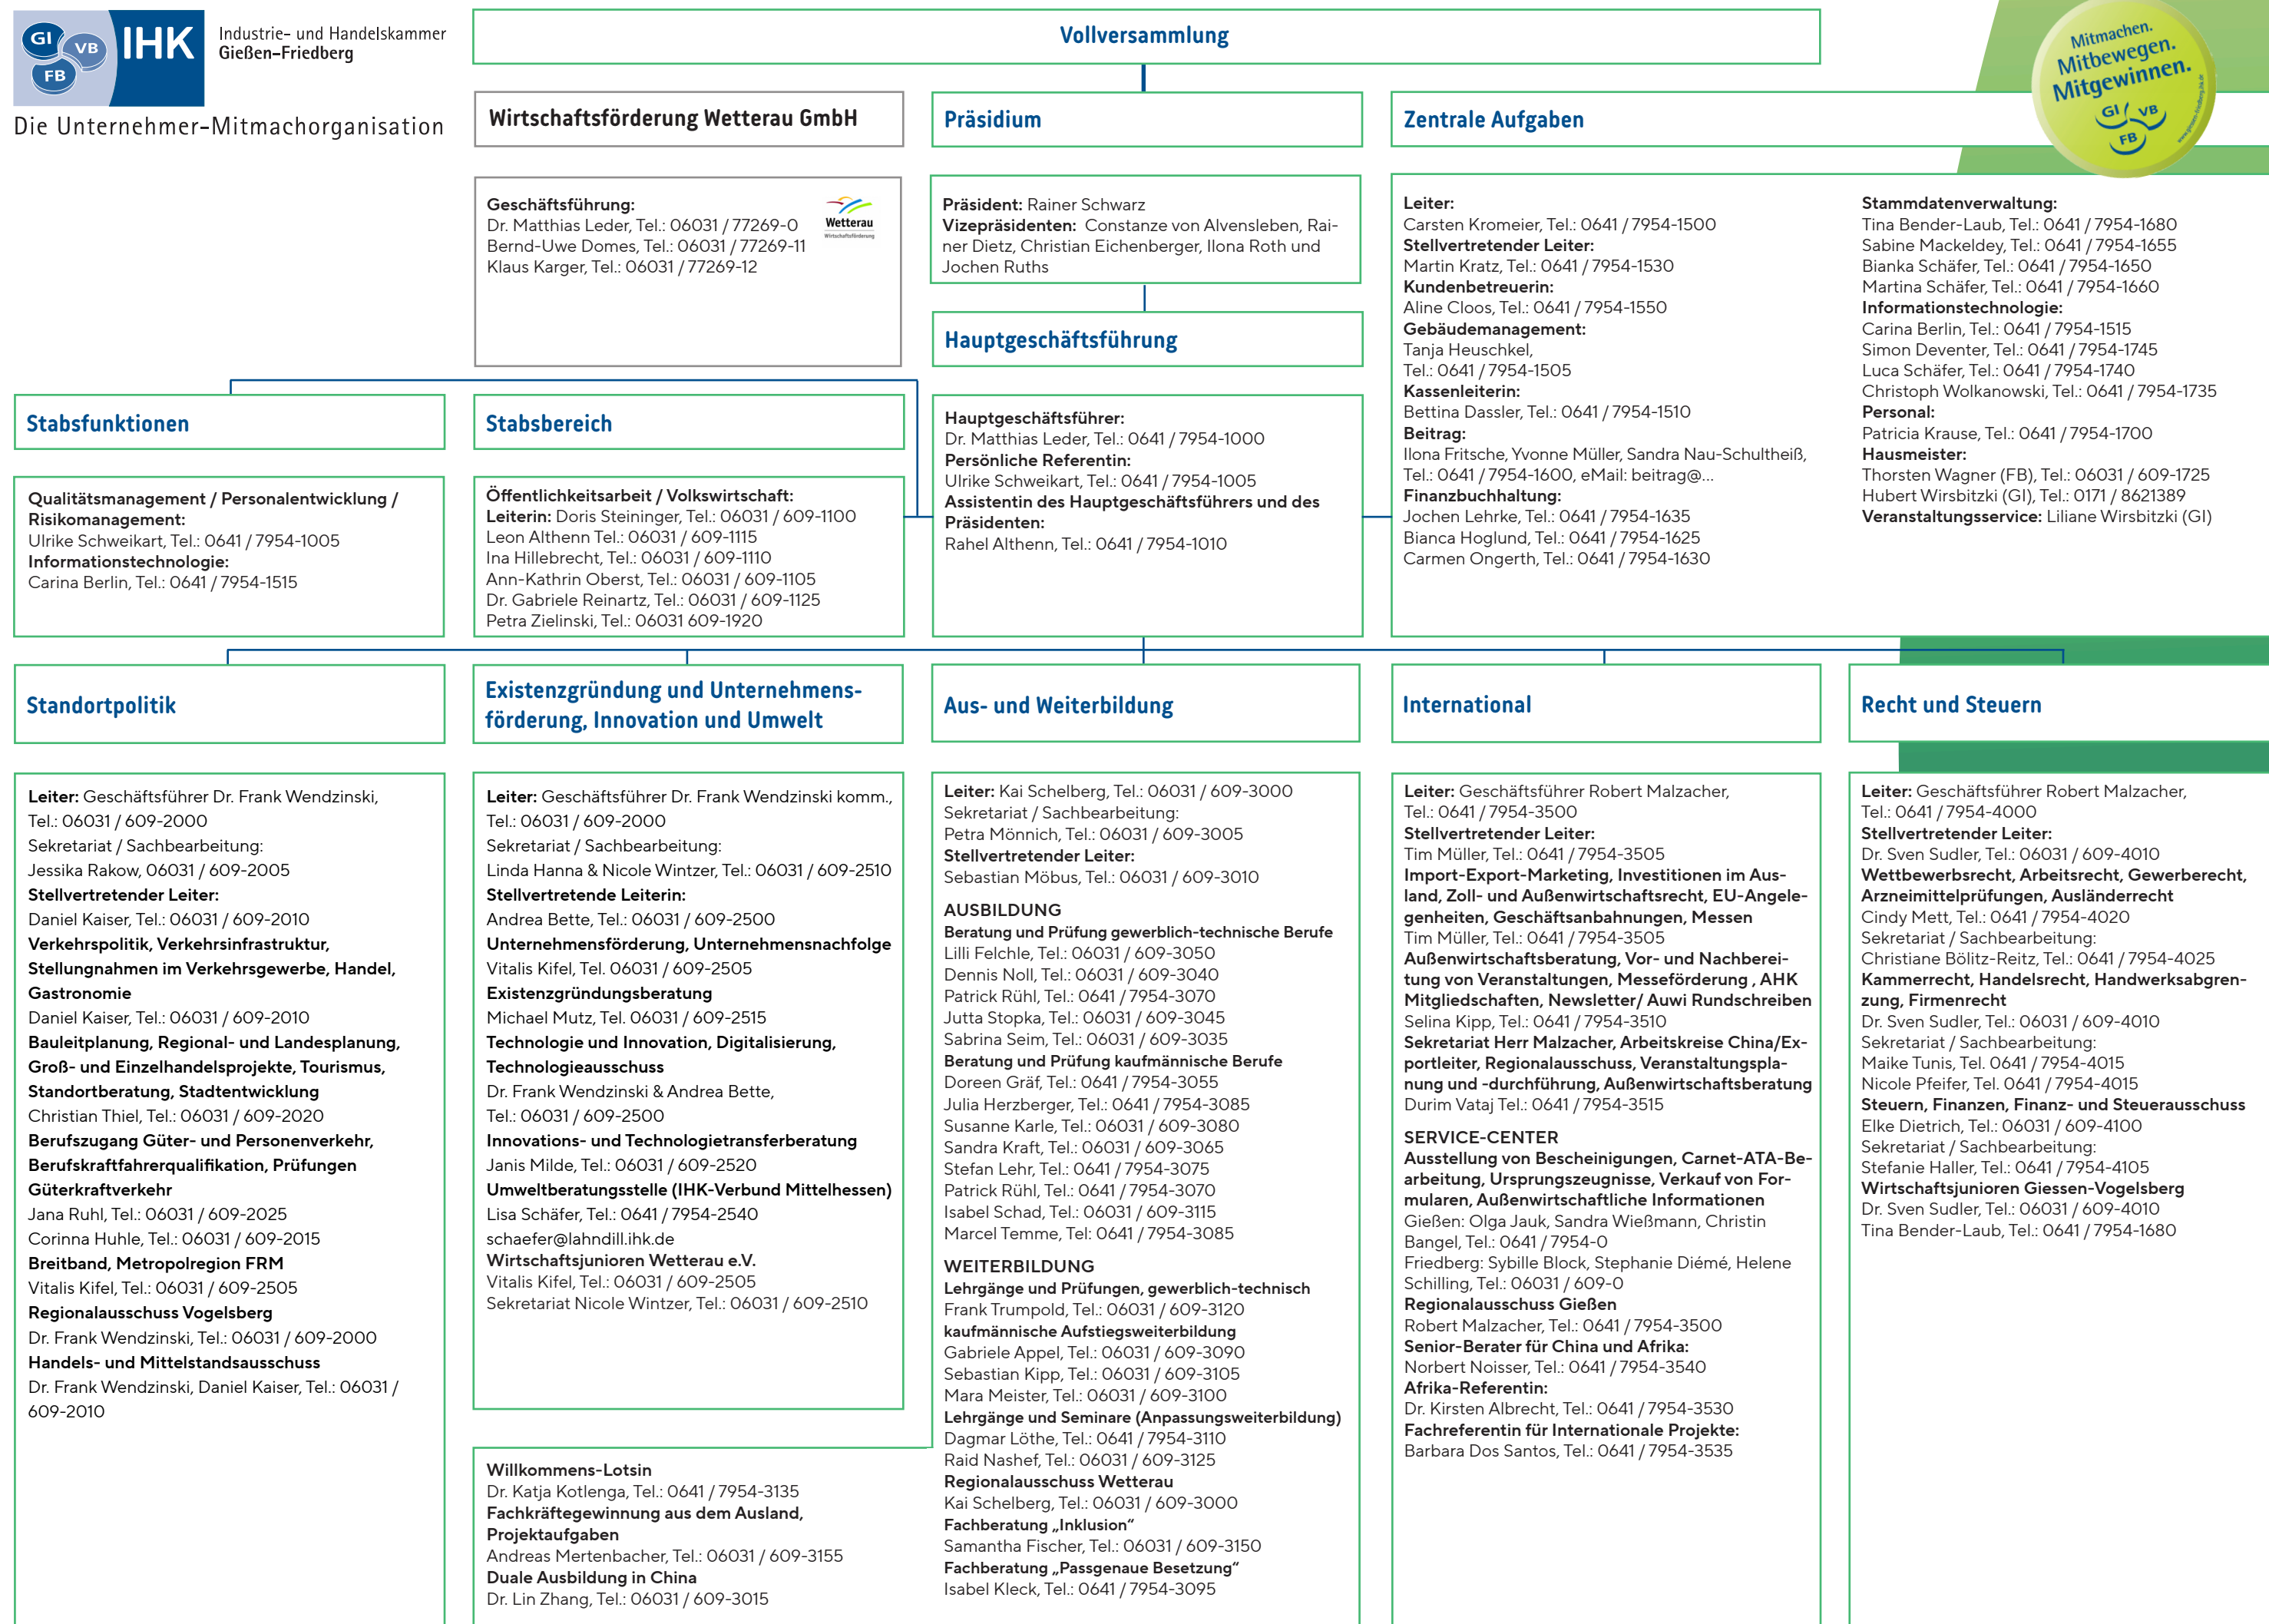 GI
VB
FB
IHK
Industrie- und Handelskammer
Gießen-Friedberg
Die Unternehmer-Mitmachorganisation
Vollversammlung
Mitmachen.
Mitbewegen.
Mitgewinnen.
GI
VB
FB
Wirtschaftsförderung Wetterau GmbH
Geschäftsführung:
Dr. Matthias Leder, Tel.: 06031 / 77269-0
Bernd-Uwe Domes, Tel.: 06031 / 77269-11
Klaus Karger, Tel.: 06031 / 77269-12
Wetterau
Wirtschaftsförderung
Präsidium
Präsident: Rainer Schwarz
Vizepräsidenten: Constanze von Alvensleben, Rai-
ner Dietz, Christian Eichenberger, Ilona Roth und
Jochen Ruths
Hauptgeschäftsführung
Hauptgeschäftsführer:
Dr. Matthias Leder, Tel.: 0641 / 7954-1000
Persönliche Referentin:
Ulrike Schweikart, Tel.: 0641 / 7954-1005
Assistentin des Hauptgeschäftsführers und des
Präsidenten:
Rahel Althenn, Tel.: 0641 / 7954-1010
Zentrale Aufgaben
Leiter:
Carsten Kromeier, Tel.: 0641 / 7954-1500
Stellvertretender Leiter:
Martin Kratz, Tel.: 0641 / 7954-1530
Kundenbetreuerin:
Aline Cloos, Tel.: 0641 / 7954-1550
Gebäudemanagement:
Tanja Heuschkel,
Tel.: 0641 / 7954-1505
Kassenleiterin:
Bettina Dassler, Tel.: 0641 / 7954-1510
Beitrag:
Ilona Fritsche, Yvonne Müller, Sandra Nau-Schultheiß,
Tel.: 0641 / 7954-1600, eMail: beitrag@...
Finanzbuchhaltung:
Jochen Lehrke, Tel.: 0641 / 7954-1635
Bianca Hoglund, Tel.: 0641 / 7954-1625
Carmen Ongerth, Tel.: 0641 / 7954-1630
Stammdatenverwaltung:
Tina Bender-Laub, Tel.: 0641 / 7954-1680
Sabine Mackeldey, Tel.: 0641 / 7954-1655
Bianka Schäfer, Tel.: 0641 / 7954-1650
Martina Schäfer, Tel.: 0641 / 7954-1660
Informationstechnologie:
Carina Berlin, Tel.: 0641 / 7954-1515
Simon Deventer, Tel.: 0641 / 7954-1745
Luca Schäfer, Tel.: 0641 / 7954-1740
Christoph Wolkanowski, Tel.: 0641 / 7954-1735
Personal:
Patricia Krause, Tel.: 0641 / 7954-1700
Hausmeister:
Thorsten Wagner (FB), Tel.: 06031 / 609-1725
Hubert Wirsbitzki (GI), Tel.: 0171 / 8621389
Veranstaltungsservice: Liliane Wirsbitzki (GI)
Stabsfunktionen
Qualitätsmanagement / Personalentwicklung /
Risikomanagement:
Ulrike Schweikart, Tel.: 0641 / 7954-1005
Informationstechnologie:
Carina Berlin, Tel.: 0641 / 7954-1515
Stabsbereich
Öffentlichkeitsarbeit / Volkswirtschaft:
Leiterin: Doris Steininger, Tel.: 06031 / 609-1100
Leon Althenn Tel.: 06031 / 609-1115
Ina Hillebrecht, Tel.: 06031 / 609-1110
Ann-Kathrin Oberst, Tel.: 06031 / 609-1105
Dr. Gabriele Reinartz, Tel.: 06031 / 609-1125
Petra Zielinski, Tel.: 06031 609-1920
Standortpolitik
Leiter: Geschäftsführer Dr. Frank Wendzinski,
Tel.: 06031 / 609-2000
Sekretariat / Sachbearbeitung:
Jessika Rakow, 06031 / 609-2005
Stellvertretender Leiter:
Daniel Kaiser, Tel.: 06031 / 609-2010
Verkehrspolitik, Verkehrsinfrastruktur,
Stellungnahmen im Verkehrsgewerbe, Handel,
Gastronomie
Daniel Kaiser, Tel.: 06031 / 609-2010
Bauleitplanung, Regional- und Landesplanung,
Groß- und Einzelhandelsprojekte, Tourismus,
Standortberatung, Stadtentwicklung
Christian Thiel, Tel.: 06031 / 609-2020
Berufszugang Güter- und Personenverkehr,
Berufskraftfahrerqualifikation, Prüfungen
Güterkraftverkehr
Jana Ruhl, Tel.: 06031 / 609-2025
Corinna Huhle, Tel.: 06031 / 609-2015
Breitband, Metropolregion FRM
Vitalis Kifel, Tel.: 06031 / 609-2505
Regionalausschuss Vogelsberg
Dr. Frank Wendzinski, Tel.: 06031 / 609-2000
Handels- und Mittelstandsausschuss
Dr. Frank Wendzinski, Daniel Kaiser, Tel.: 06031 /
609-2010
Existenzgründung und Unternehmens-
förderung, Innovation und Umwelt
Leiter: Geschäftsführer Dr. Frank Wendzinski komm.,
Tel.: 06031 / 609-2000
Sekretariat / Sachbearbeitung:
Linda Hanna & Nicole Wintzer, Tel.: 06031 / 609-2510
Stellvertretende Leiterin:
Andrea Bette, Tel.: 06031 / 609-2500
Unternehmensförderung, Unternehmensnachfolge
Vitalis Kifel, Tel. 06031 / 609-2505
Existenzgründungsberatung
Michael Mutz, Tel. 06031 / 609-2515
Technologie und Innovation, Digitalisierung,
Technologieausschuss
Dr. Frank Wendzinski & Andrea Bette,
Tel.: 06031 / 609-2500
Innovations- und Technologietransferberatung
Janis Milde, Tel.: 06031 / 609-2520
Umweltberatungsstelle (IHK-Verbund Mittelhessen)
Lisa Schäfer, Tel.: 0641 / 7954-2540
schaefer@lahndill.ihk.de
Wirtschaftsjunioren Wetterau e.V.
Vitalis Kifel, Tel.: 06031 / 609-2505
Sekretariat Nicole Wintzer, Tel.: 06031 / 609-2510
Willkommens-Lotsin
Dr. Katja Kotlenga, Tel.: 0641 / 7954-3135
Fachkräftegewinnung aus dem Ausland,
Projektaufgaben
Andreas Mertenbacher, Tel.: 06031 / 609-3155
Duale Ausbildung in China
Dr. Lin Zhang, Tel.: 06031 / 609-3015
Aus- und Weiterbildung
Leiter: Kai Schelberg, Tel.: 06031 / 609-3000
Sekretariat / Sachbearbeitung:
Petra Mönnich, Tel.: 06031 / 609-3005
Stellvertretender Leiter:
Sebastian Möbus, Tel.: 06031 / 609-3010
AUSBILDUNG
Beratung und Prüfung gewerblich-technische Berufe
Lilli Felchle, Tel.: 06031 / 609-3050
Dennis Noll, Tel.: 06031 / 609-3040
Patrick Rühl, Tel.: 0641 / 7954-3070
Jutta Stopka, Tel.: 06031 / 609-3045
Sabrina Seim, Tel.: 06031 / 609-3035
Beratung und Prüfung kaufmännische Berufe
Doreen Gräf, Tel.: 0641 / 7954-3055
Julia Herzberger, Tel.: 0641 / 7954-3085
Susanne Karle, Tel.: 06031 / 609-3080
Sandra Kraft, Tel.: 06031 / 609-3065
Stefan Lehr, Tel.: 0641 / 7954-3075
Patrick Rühl, Tel.: 0641 / 7954-3070
Isabel Schad, Tel.: 06031 / 609-3115
Marcel Temme, Tel: 0641 / 7954-3085
WEITERBILDUNG
Lehrgänge und Prüfungen, gewerblich-technisch
Frank Trumpold, Tel.: 06031 / 609-3120
kaufmännische Aufstiegsweiterbildung
Gabriele Appel, Tel.: 06031 / 609-3090
Sebastian Kipp, Tel.: 06031 / 609-3105
Mara Meister, Tel.: 06031 / 609-3100
Lehrgänge und Seminare (Anpassungsweiterbildung)
Dagmar Löthe, Tel.: 0641 / 7954-3110
Raid Nashef, Tel.: 06031 / 609-3125
Regionalausschuss Wetterau
Kai Schelberg, Tel.: 06031 / 609-3000
Fachberatung „Inklusion“
Samantha Fischer, Tel.: 06031 / 609-3150
Fachberatung „Passgenaue Besetzung“
Isabel Kleck, Tel.: 0641 / 7954-3095
International
Leiter: Geschäftsführer Robert Malzacher,
Tel.: 0641 / 7954-3500
Stellvertretender Leiter:
Tim Müller, Tel.: 0641 / 7954-3505
Import-Export-Marketing, Investitionen im Aus-
land, Zoll- und Außenwirtschaftsrecht, EU-Angele-
genheiten, Geschäftsanbahnungen, Messen
Tim Müller, Tel.: 0641 / 7954-3505
Außenwirtschaftsberatung, Vor- und Nachberei-
tung von Veranstaltungen, Messeförderung , AHK
Mitgliedschaften, Newsletter/ Auwi Rundschreiben
Selina Kipp, Tel.: 0641 / 7954-3510
Sekretariat Herr Malzacher, Arbeitskreise China/Ex-
portleiter, Regionalausschuss, Veranstaltungspla-
nung und -durchführung, Außenwirtschaftsberatung
Durim Vataj Tel.: 0641 / 7954-3515
SERVICE-CENTER
Ausstellung von Bescheinigungen, Carnet-ATA-Be-
arbeitung, Ursprungszeugnisse, Verkauf von For-
mularen, Außenwirtschaftliche Informationen
Gießen: Olga Jauk, Sandra Wießmann, Christin
Bangel, Tel.: 0641 / 7954-0
Friedberg: Sybille Block, Stephanie Diémé, Helene
Schilling, Tel.: 06031 / 609-0
Regionalausschuss Gießen
Robert Malzacher, Tel.: 0641 / 7954-3500
Senior-Berater für China und Afrika:
Norbert Noisser, Tel.: 0641 / 7954-3540
Afrika-Referentin:
Dr. Kirsten Albrecht, Tel.: 0641 / 7954-3530
Fachreferentin für Internationale Projekte:
Barbara Dos Santos, Tel.: 0641 / 7954-3535
Recht und Steuern
Leiter: Geschäftsführer Robert Malzacher,
Tel.: 0641 / 7954-4000
Stellvertretender Leiter:
Dr. Sven Sudler, Tel.: 06031 / 609-4010
Wettbewerbsrecht, Arbeitsrecht, Gewerberecht,
Arzneimittelprüfungen, Ausländerrecht
Cindy Mett, Tel.: 0641 / 7954-4020
Sekretariat / Sachbearbeitung:
Christiane Bölitz-Reitz, Tel.: 0641 / 7954-4025
Kammerrecht, Handelsrecht, Handwerksabgren-
zung, Firmenrecht
Dr. Sven Sudler, Tel.: 06031 / 609-4010
Sekretariat / Sachbearbeitung:
Maike Tunis, Tel. 0641 / 7954-4015
Nicole Pfeifer, Tel. 0641 / 7954-4015
Steuern, Finanzen, Finanz- und Steuerausschuss
Elke Dietrich, Tel.: 06031 / 609-4100
Sekretariat / Sachbearbeitung:
Stefanie Haller, Tel.: 0641 / 7954-4105
Wirtschaftsjunioren Giessen-Vogelsberg
Dr. Sven Sudler, Tel.: 06031 / 609-4010
Tina Bender-Laub, Tel.: 0641 / 7954-1680